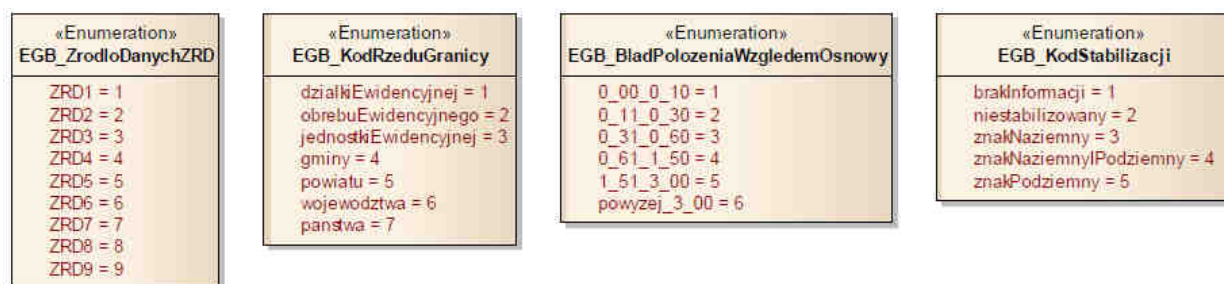 «Enumeration»
EGB_ZrodloDanychZRD
ZRD1 = 1
ZRD2 = 2
ZRD3 = 3
ZRD4 = 4
ZRD5 = 5
ZRD6 = 6
ZRD7 = 7
ZRD8 = 8
ZRD9 = 9
«Enumeration»
EGB_KodRzeduGranicy
dzialkiEwidencyjnej = 1
obrebuEwidencyjnego = 2
jednostkiEwidencyjnej = 3
gminy = 4
powiatu = 5
wojewodztwa = 6
panstwa = 7
«Enumeration»
EGB_BladPolozeniaWzgledemOsnowy
0_00_0_10 = 1
0_11_0_30 = 2
0_31_0_60 = 3
0_61_1_50 = 4
1_51_3_00 = 5
powyzej_3_00 = 6
«Enumeration»
EGB_KodStabilizacji
brakInformacji = 1
niestabilizowany = 2
znakNaziemny = 3
znakNaziemnyIPodziemny = 4
znakPodziemny = 5